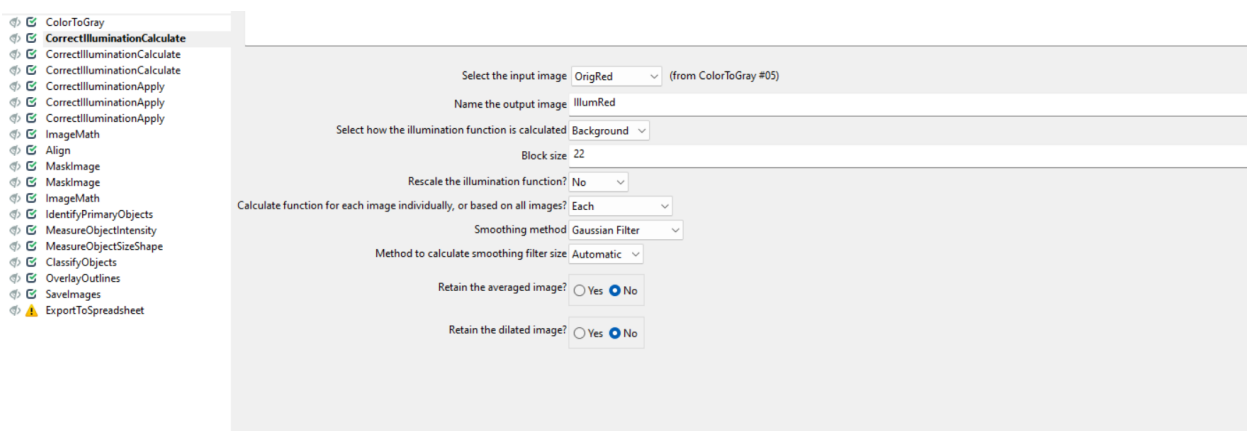 ColorToGray
CorrectIlluminationCalculate
CorrectIlluminationCalculate
CorrectIlluminationCalculate
CorrectIlluminationApply
CorrectIlluminationApply
CorrectIlluminationApply
ImageMath
Align
MaskImage
MaskImage
ImageMath
IdentifyPrimaryObjects
MeasureObjectIntensity
MeasureObjectSizeShape
ClassifyObjects
OverlayOutlines
SaveImages
ExportToSpreadsheet
Select the input image OrigRed (from ColorToGray #05)
Name the output image IllumRed
Select how the illumination function is calculated Background
Block size 22
Rescale the illumination function? No
Calculate function for each image individually, or based on all images? Each
Smoothing method Gaussian Filter
Method to calculate smoothing filter size Automatic
Retain the averaged image? Yes No
Retain the dilated image? Yes No